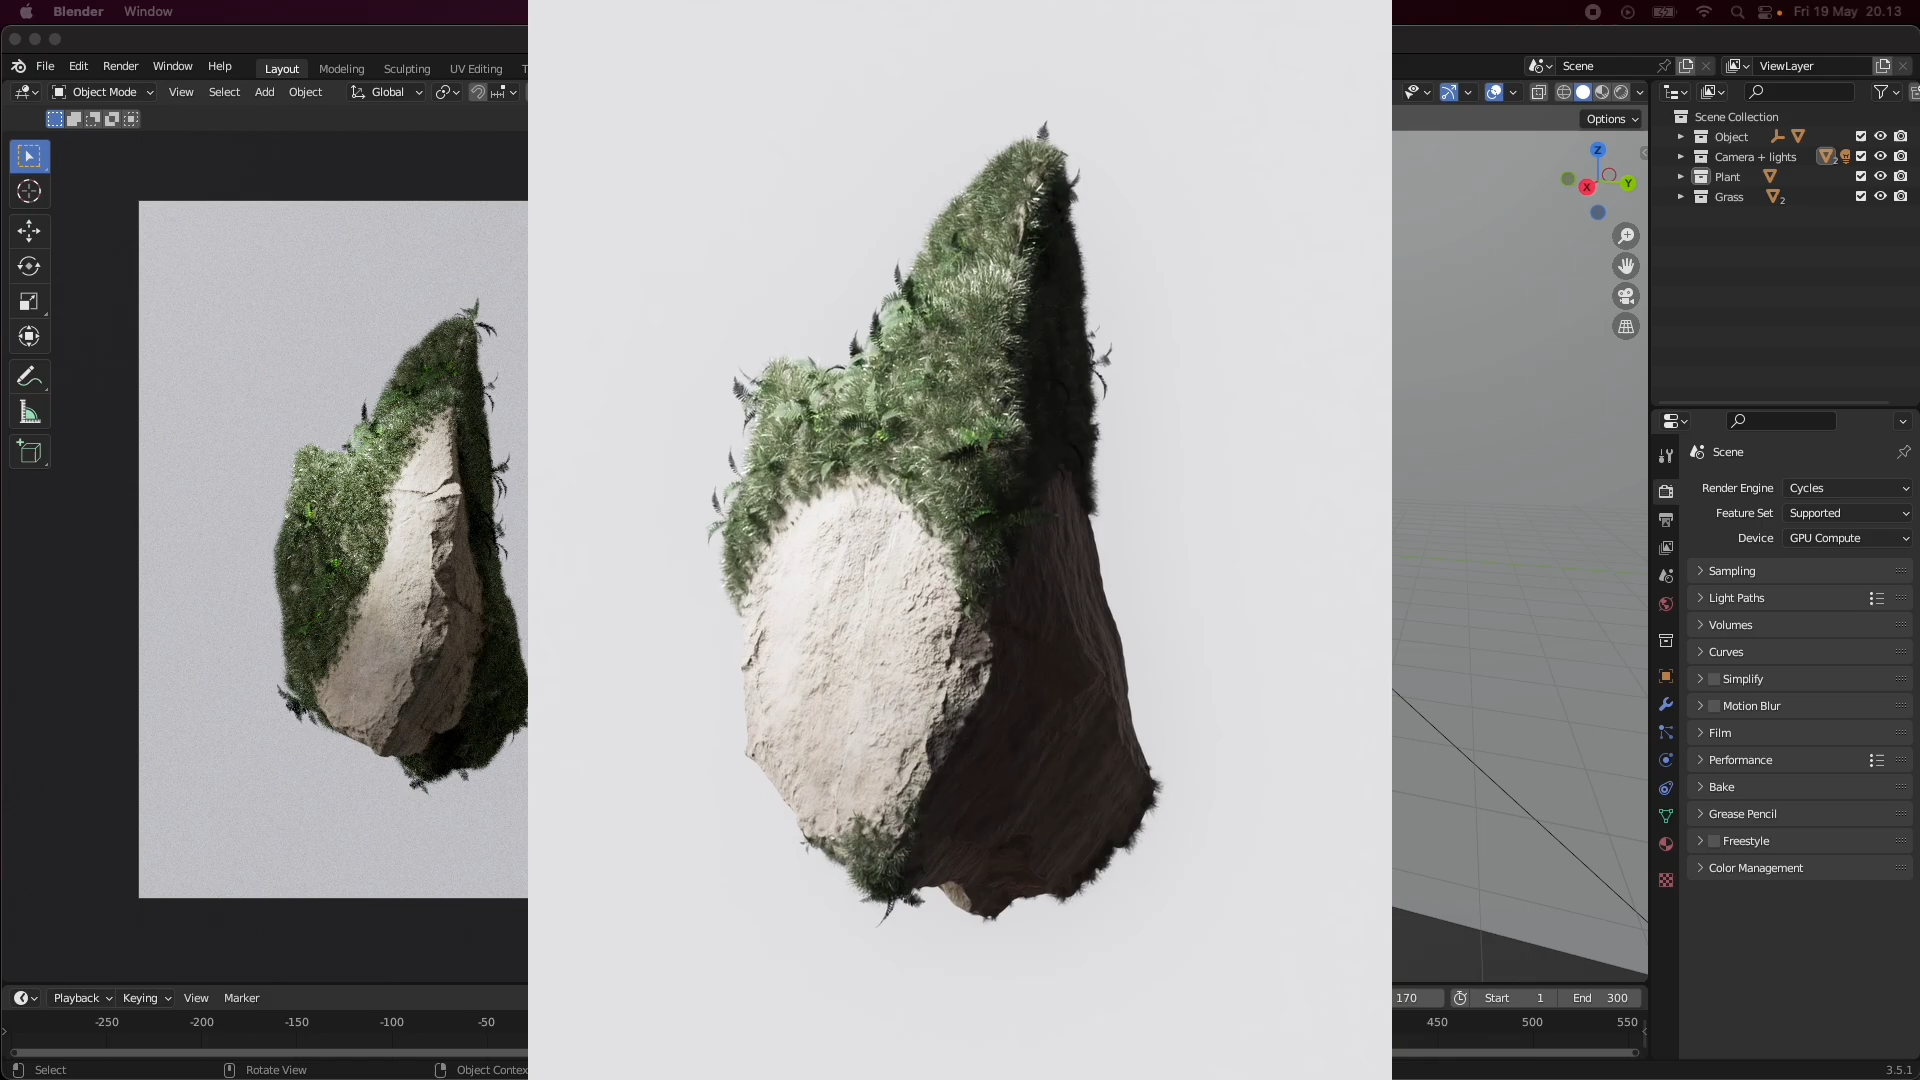 Blender Window Fri 19 May 20.13
File Edit Render Window Help Layout Modeling Sculpting UV Editing Scene ViewLayer
Object Mode View Select Add Object Global
Options
Scene Collection
Object
Camera + lights
Plant
Grass
Z
X Y
Scene
Render Engine Cycles
Feature Set Supported
Device GPU Compute
Sampling
Light Paths
Volumes
Curves
Simplify
Motion Blur
Film
Performance
Bake
Grease Pencil
Freestyle
Color Management
Playback Keying View Marker 170 Start 1 End 300
-250 -200 -150 -100 -50 450 500 550
Select Rotate View Object Contex 3.5.1